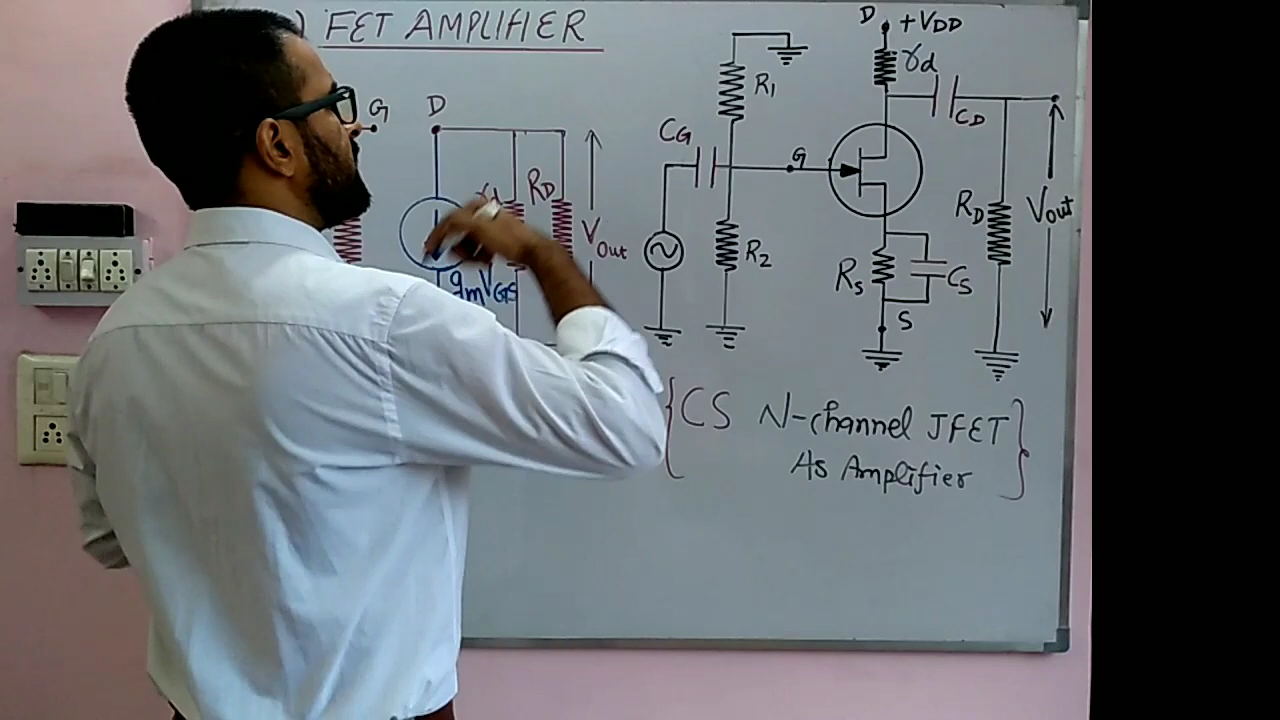 ) FET AMPLIFIER
G
D
RD
Vout
gmVGS
D +VDD
rd
R1
CD
CG
G
RD
Vout
R2
Rs
Cs
S
{CS N-channel JFET
As Amplifier}